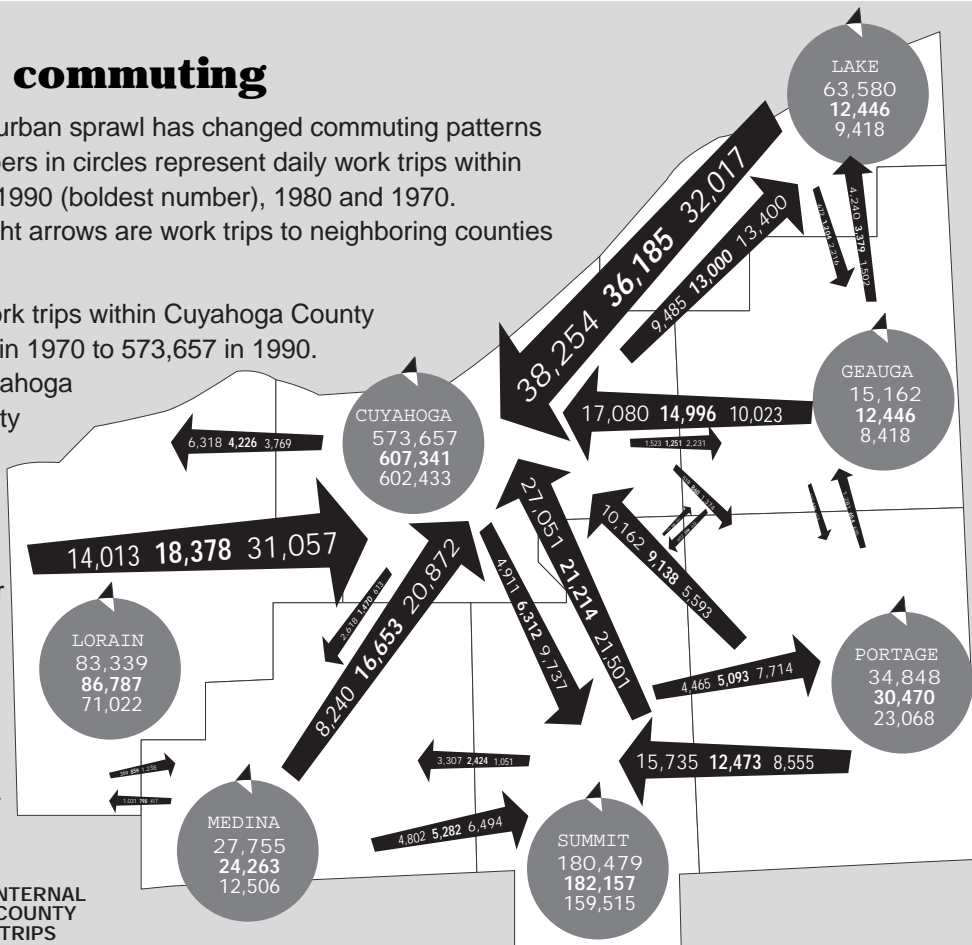 commuting
urban sprawl has changed commuting patterns
bers in circles represent daily work trips within
1990 (boldest number), 1980 and 1970.
ht arrows are work trips to neighboring counties
rk trips within Cuyahoga County
in 1970 to 573,657 in 1990.
ahoga
ty
LAKE
63,580
12,446
9,418
38,254 36,185 32,017
9,485 13,000 13,400
4,240 3,379 1,502
GEAUGA
15,162
12,446
8,418
17,080 14,996 10,023
1,523 1,251 2,231
CUYAHOGA
573,657
607,341
602,433
6,318 4,226 3,769
14,013 18,378 31,057
2,618 1,470 613
8,240 16,653 20,872
4,911 6,312 9,737
27,051 21,214 21,501
10,162 9,138 5,593
LORAIN
83,339
86,787
71,022
PORTAGE
34,848
30,470
23,068
4,465 5,093 7,714
15,735 12,473 8,555
3,307 2,424 1,051
4,802 5,282 6,494
1,031 798 417
MEDINA
27,755
24,263
12,506
SUMMIT
180,479
182,157
159,515
NTERNAL
COUNTY
TRIPS